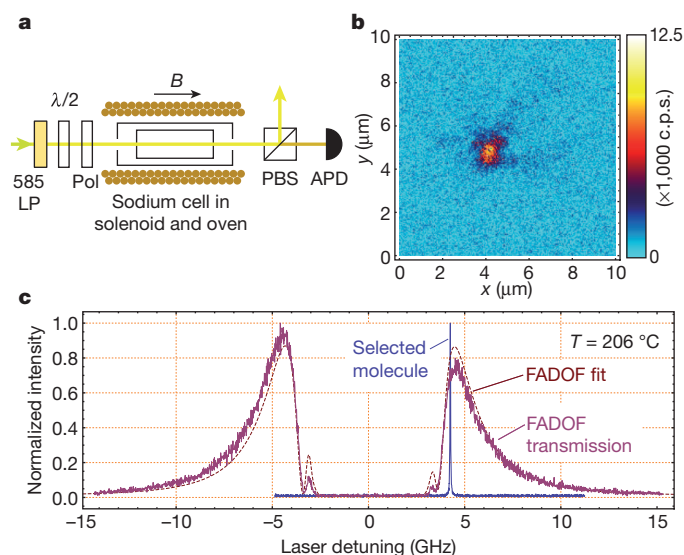 a
B
λ/2
585
LP
Pol
Sodium cell in
solenoid and oven
PBS
APD
b
10
8
6
4
2
0
y (μm)
0 2 4 6 8 10
x (μm)
12.5
0
(×1,000 c.p.s.)
c
1.0
0.8
0.6
0.4
0.2
0.0
Normalized intensity
Selected
molecule
T = 206 °C
FADOF fit
FADOF
transmission
−15 −10 −5 0 5 10 15
Laser detuning (GHz)